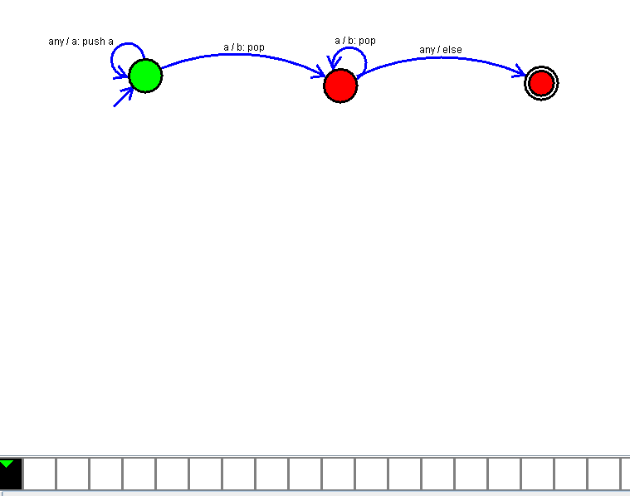 any / a: push a
a / b: pop
a / b: pop
any / else